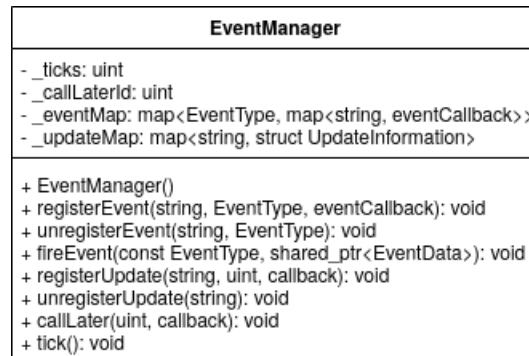 EventManager
- _ticks: uint
- _callLaterId: uint
- _eventMap: map<EventType, map<string, eventCallback>>
- _updateMap: map<string, struct UpdateInformation>
+ EventManager()
+ registerEvent(string, EventType, eventCallback): void
+ unregisterEvent(string, EventType): void
+ fireEvent(const EventType, shared_ptr<EventData>): void
+ registerUpdate(string, uint, callback): void
+ unregisterUpdate(string): void
+ callLater(uint, callback): void
+ tick(): void